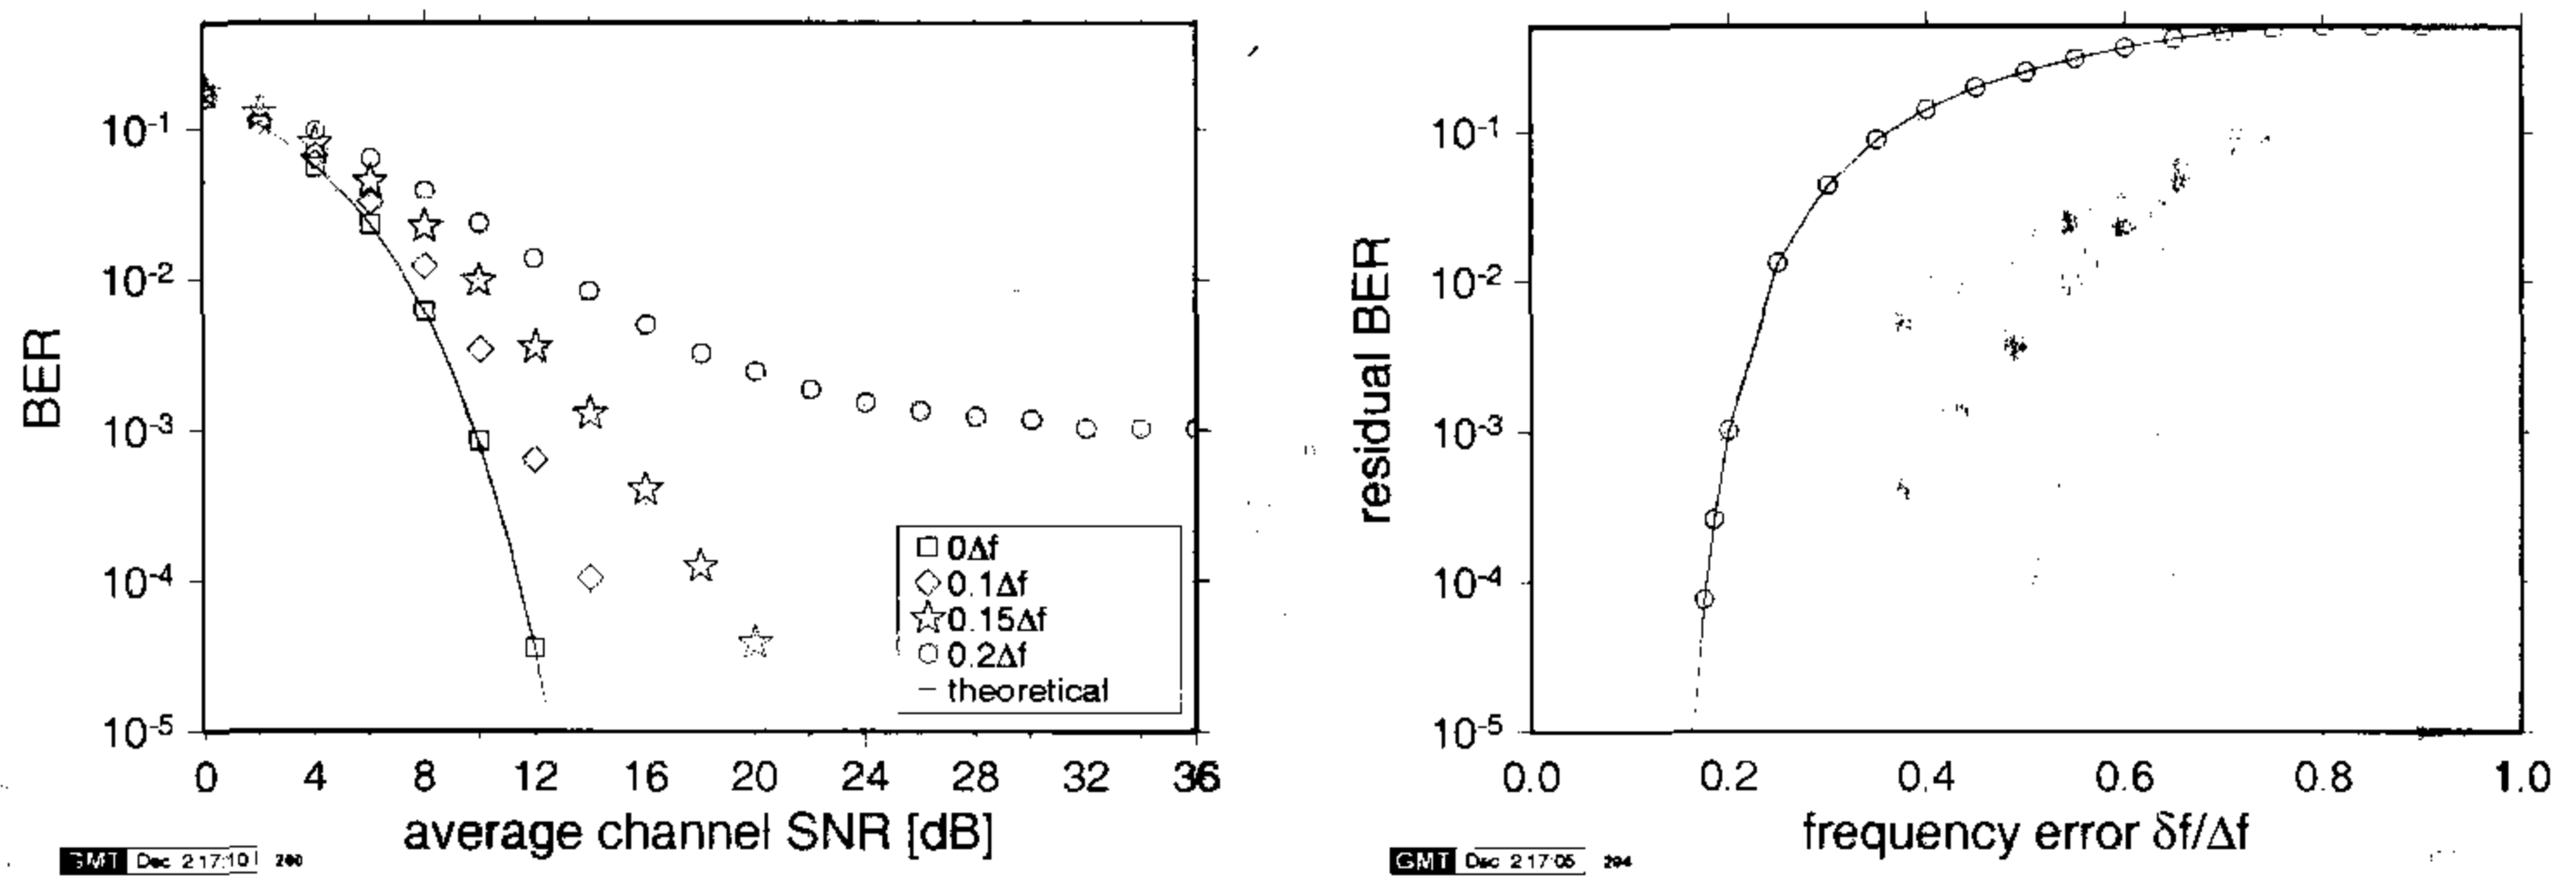 10-1
10-2
10-3
10-4
10-5
BER
0 4 8 12 16 20 24 28 32 36
average channel SNR [dB]
0Δf
0.1Δf
0.15Δf
0.2Δf
theoretical
GMT Dec 2 17:10 290
10-1
10-2
10-3
10-4
10-5
residual BER
0.0 0.2 0.4 0.6 0.8 1.0
frequency error δf/Δf
GMT Dec 2 17:05 294